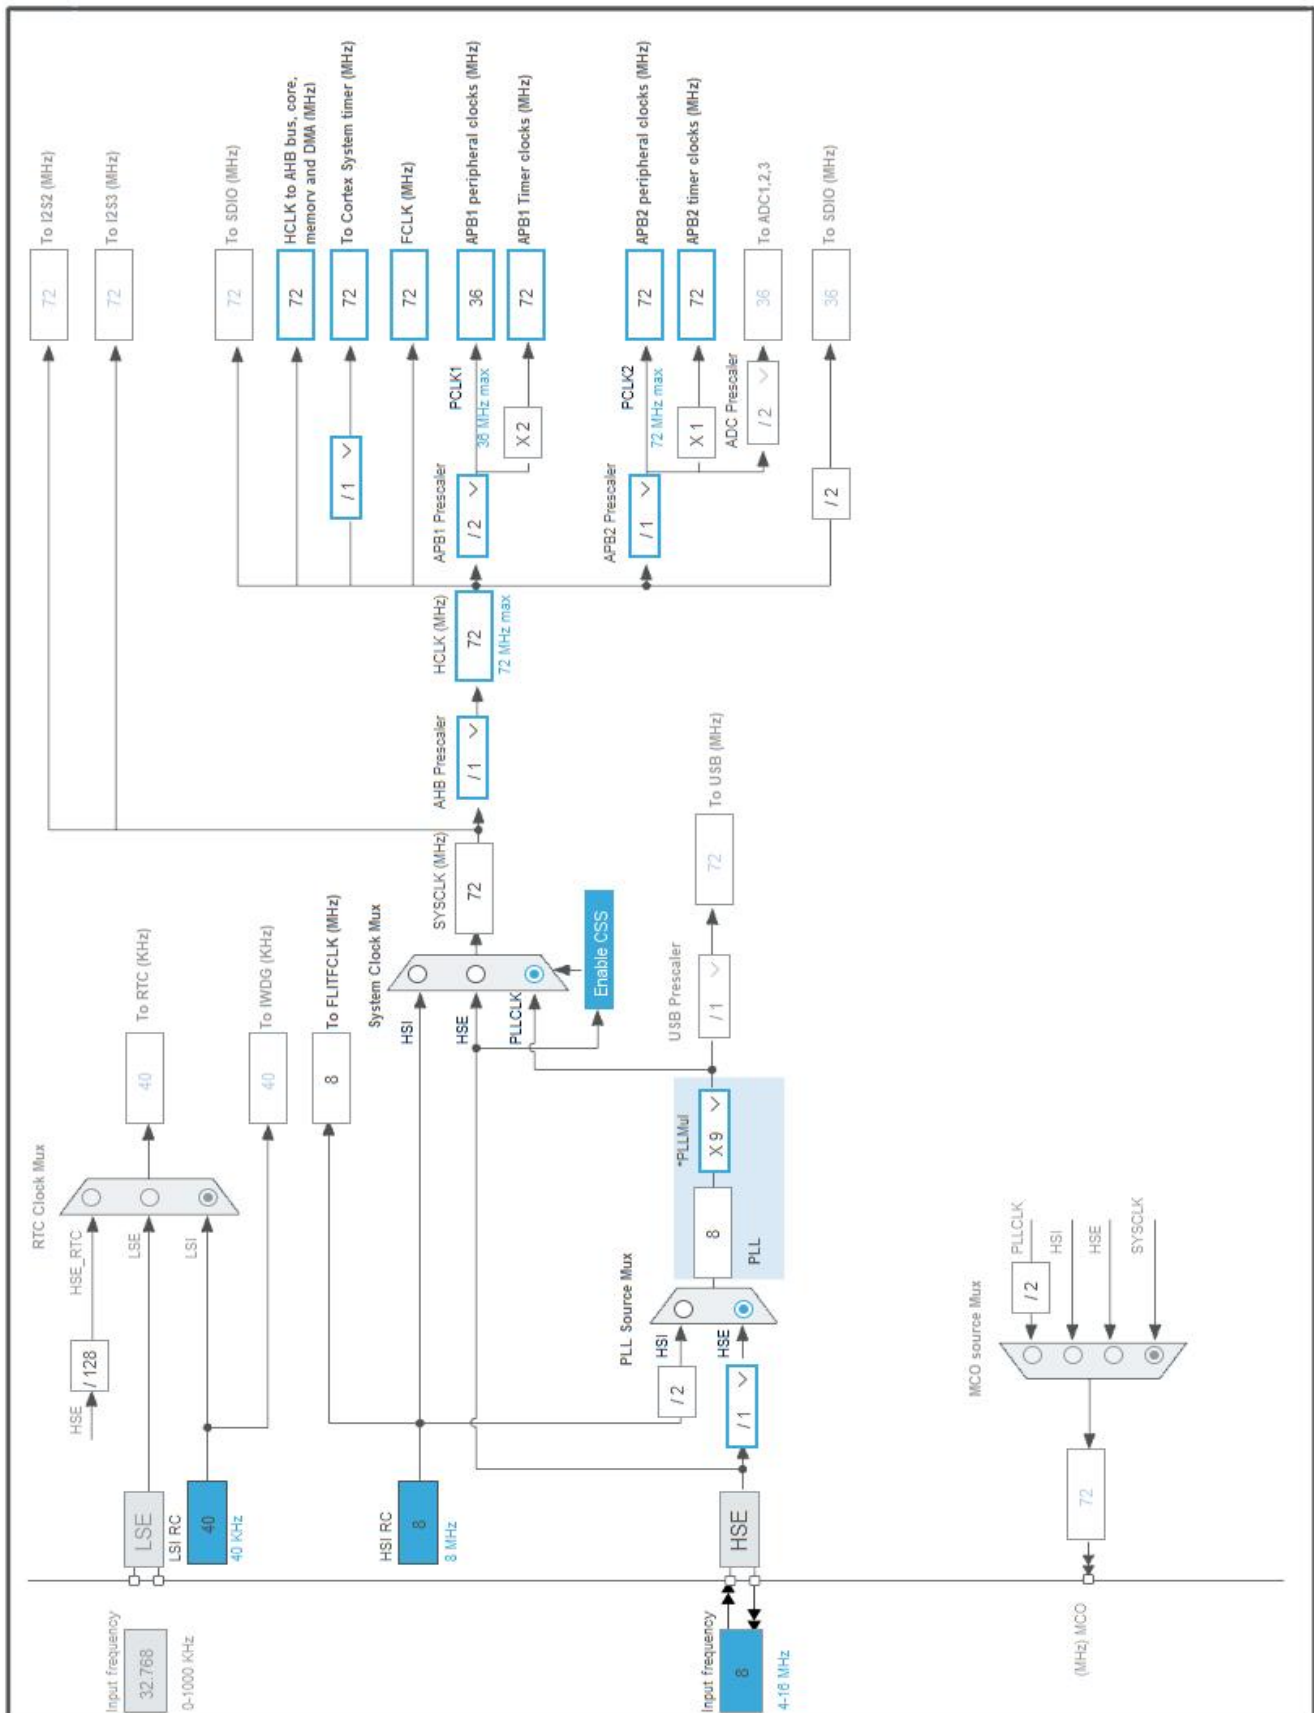 Input frequency
32.768
0-1000 KHz
LSE
LSI RC
40
40 KHz
HSE
/ 128
HSE_RTC
LSE
LSI
RTC Clock Mux
40
To RTC (KHz)
40
To IWDG (KHz)
8
To FLITFCLK (MHz)
HSI RC
8
8 MHz
HSI
HSE
PLLCLK
System Clock Mux
Enable CSS
SYSCLK (MHz)
72
AHB Prescaler
/ 1
HCLK (MHz)
72
72 MHz max
72
To I2S2 (MHz)
72
To I2S3 (MHz)
72
To SDIO (MHz)
72
HCLK to AHB bus, core,
memory and DMA (MHz)
/ 1
72
To Cortex System timer (MHz)
72
FCLK (MHz)
APB1 Prescaler
/ 2
PCLK1
36 MHz max
36
APB1 peripheral clocks (MHz)
X 2
72
APB1 Timer clocks (MHz)
APB2 Prescaler
/ 1
PCLK2
72 MHz max
72
APB2 peripheral clocks (MHz)
X 1
72
APB2 timer clocks (MHz)
ADC Prescaler
/ 2
36
To ADC1,2,3
/ 2
36
To SDIO (MHz)
Input frequency
8
4-16 MHz
HSE
/ 1
/ 2
HSI
HSE
PLL Source Mux
8
PLL
*PLLMul
X 9
USB Prescaler
/ 1
72
To USB (MHz)
(MHz) MCO
72
MCO source Mux
/ 2
PLLCLK
HSI
HSE
SYSCLK